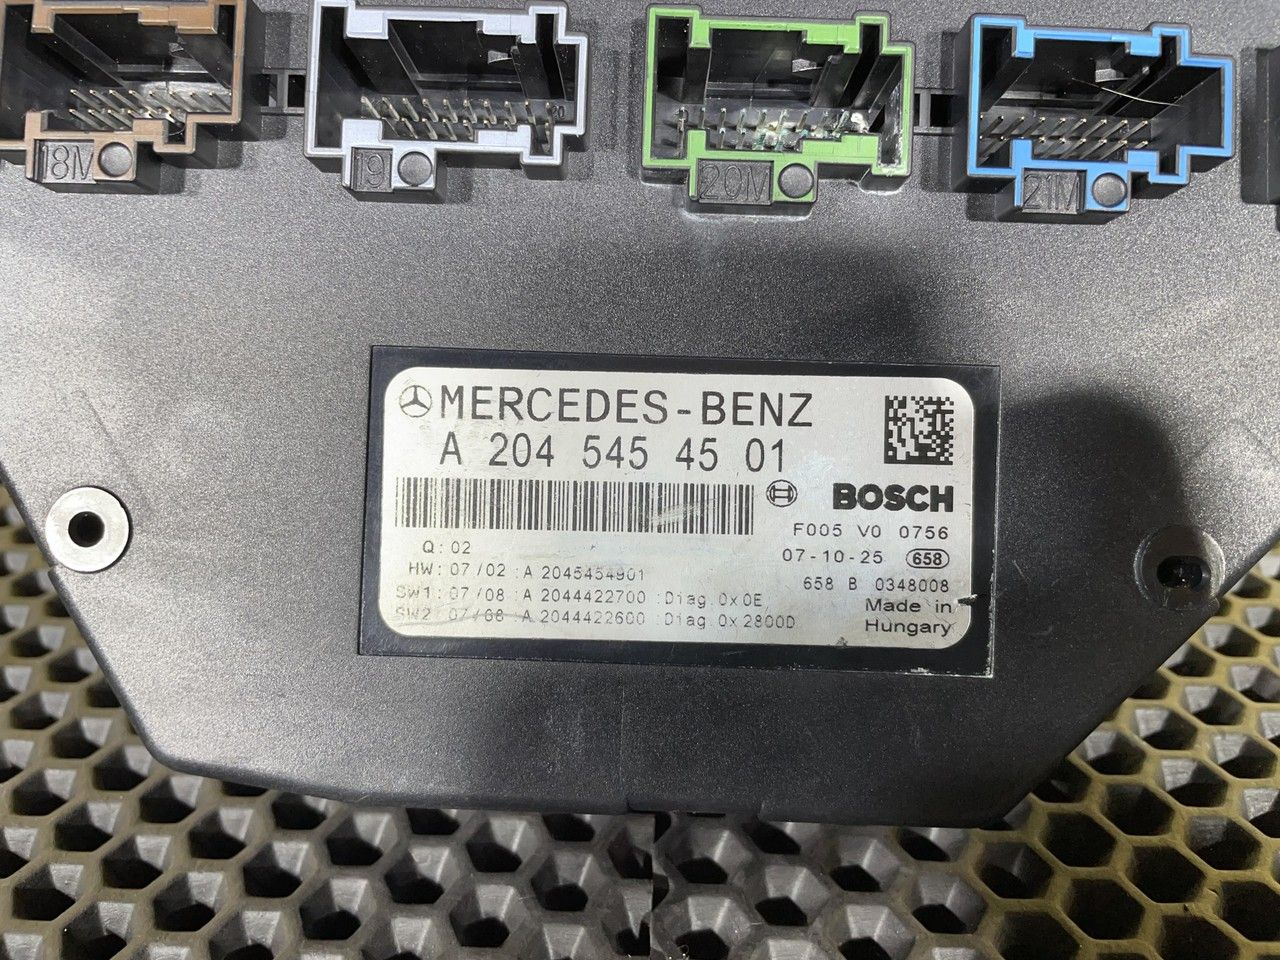 18M
19
20M
21M
MERCEDES-BENZ
A 204 545 45 01
BOSCH
F005 V0 0756
Q: 02
07-10-25 658
HW: 07/02 :A 2045454901
658 B 0348008
SW1: 07/08 :A 2044422700 :Diag 0x0E
Made in
SW2 07/08 :A 2044422600 :Diag 0x2800D
Hungary